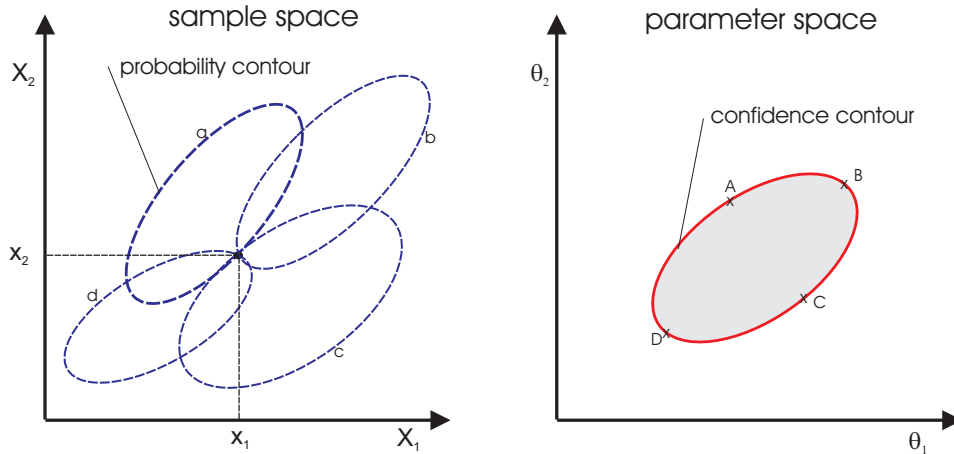 sample space
X₂
probability contour
a
b
x₂
d
c
x₁
X₁
parameter space
θ₂
confidence contour
A
B
C
D
θ₁